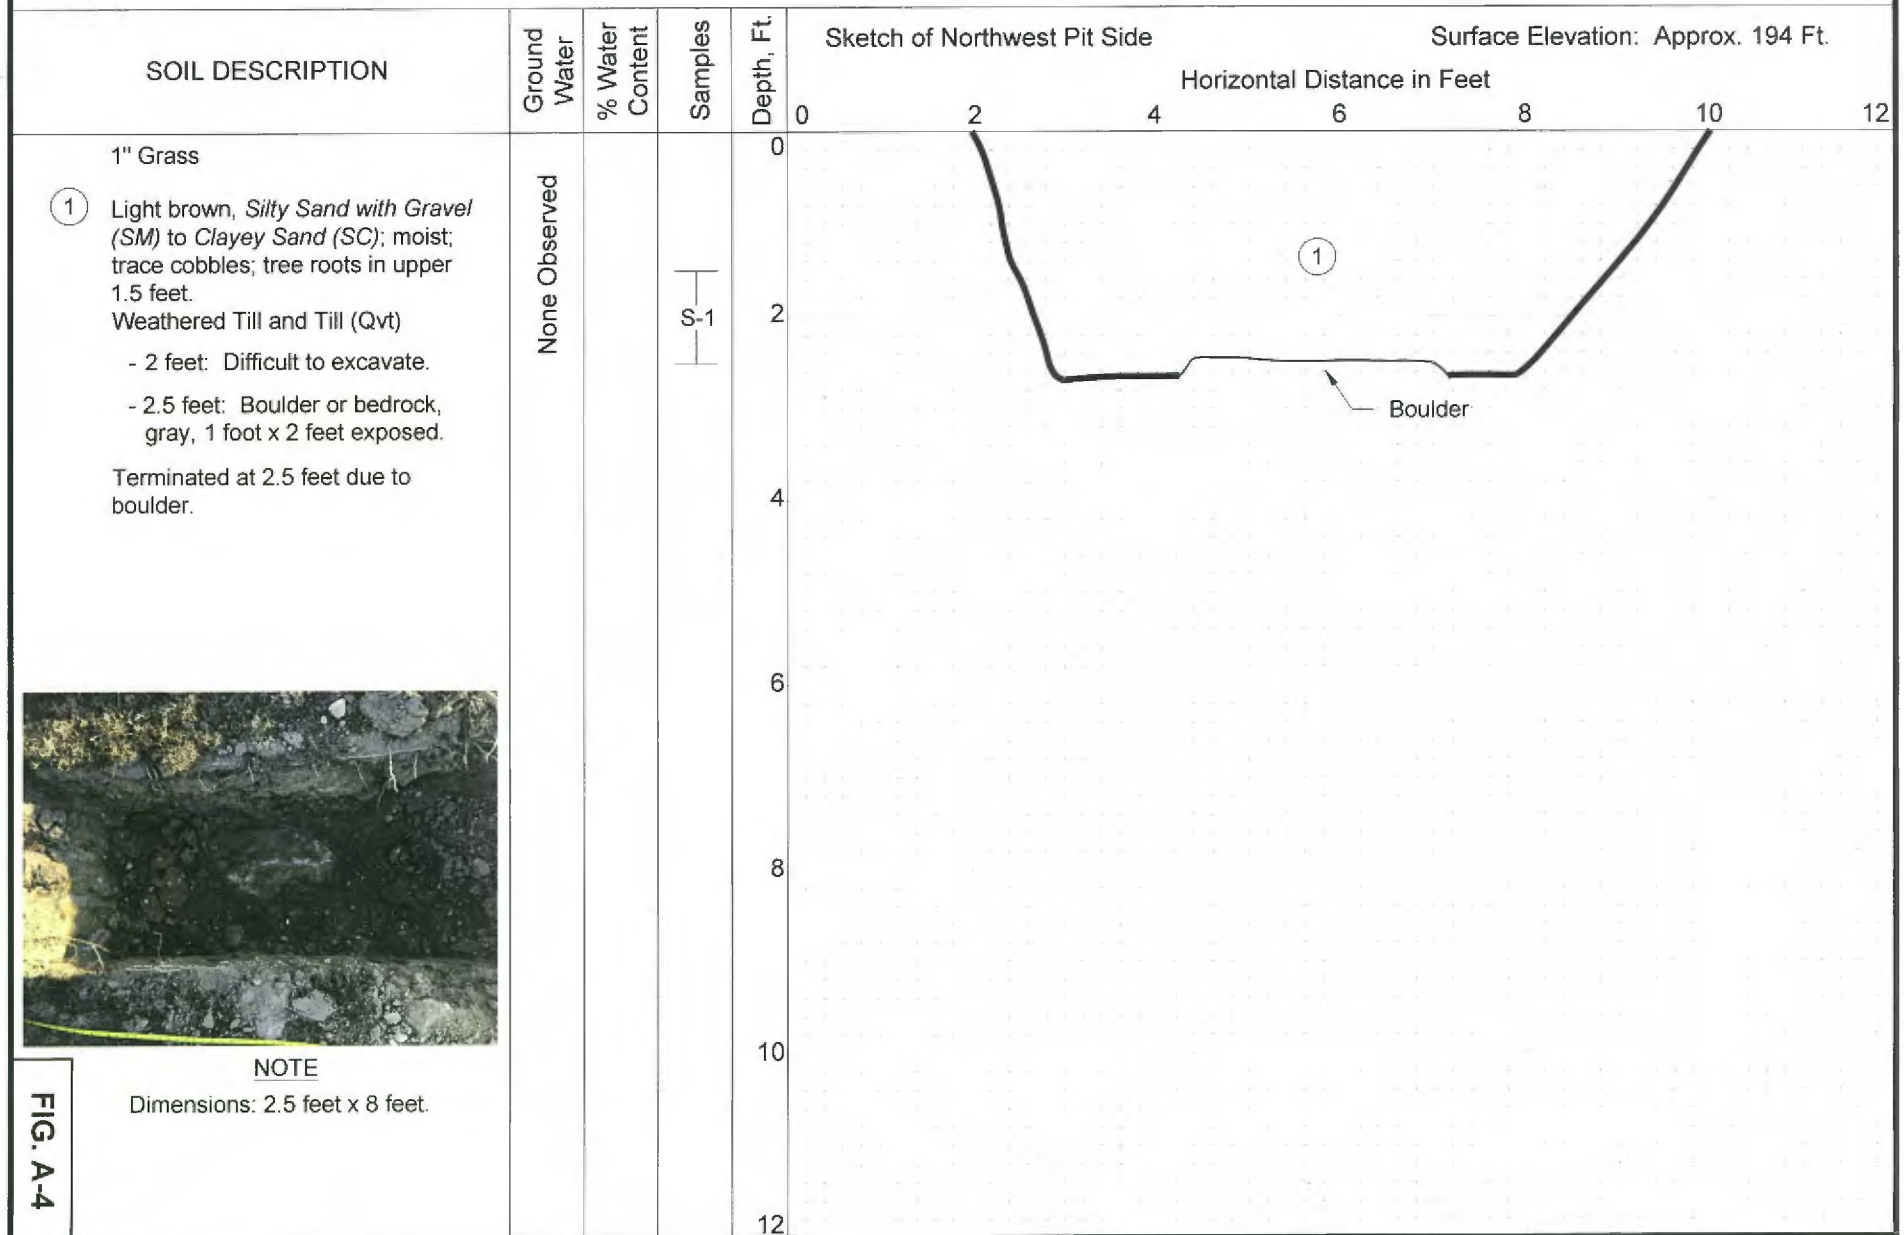 SOIL DESCRIPTION
Ground
Water
% Water
Content
Samples
Depth, Ft.
Sketch of Northwest Pit Side
Surface Elevation: Approx. 194 Ft.
Horizontal Distance in Feet
0 2 4 6 8 10 12
1" Grass
1
Light brown, Silty Sand with Gravel
(SM) to Clayey Sand (SC); moist;
trace cobbles; tree roots in upper
1.5 feet.
Weathered Till and Till (Qvt)
- 2 feet: Difficult to excavate.
- 2.5 feet: Boulder or bedrock,
gray, 1 foot x 2 feet exposed.
Terminated at 2.5 feet due to
boulder.
None Observed
S-1
0
2
4
6
8
10
12
1
Boulder
NOTE
Dimensions: 2.5 feet x 8 feet.
FIG. A-4